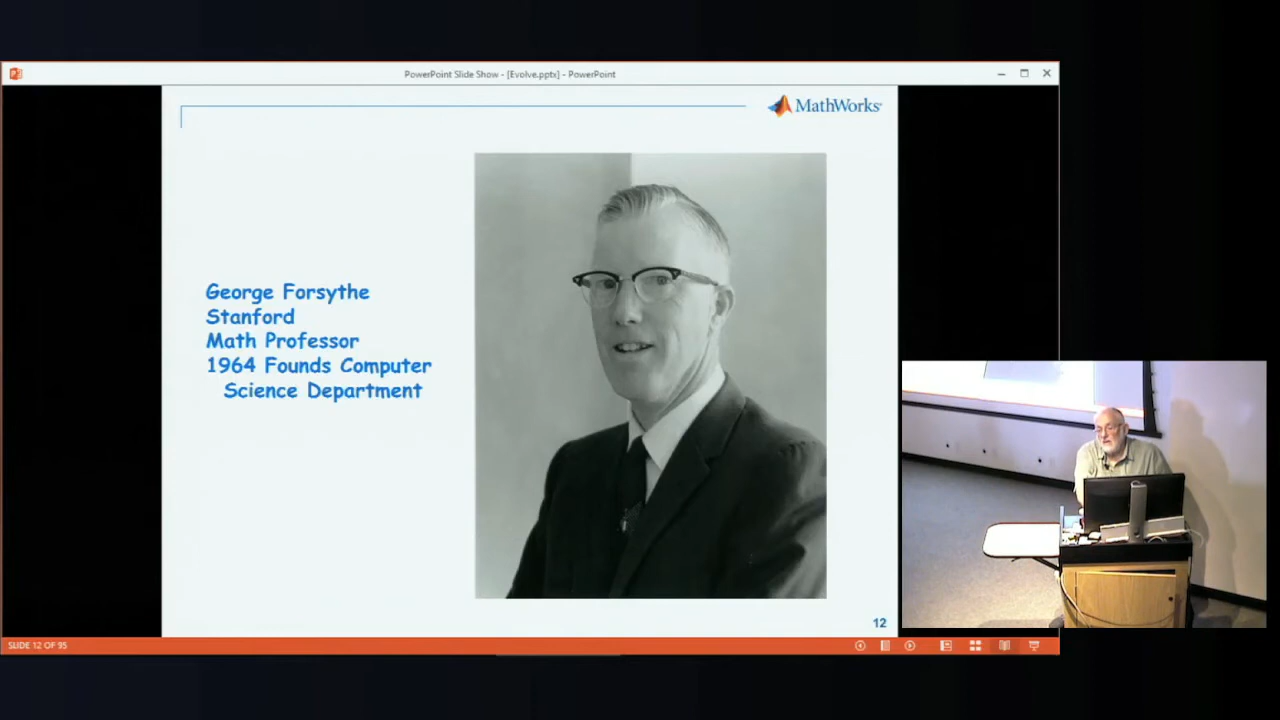 PowerPoint Slide Show - [Evolve.pptx] - PowerPoint
MathWorks
George Forsythe
Stanford
Math Professor
1964 Founds Computer
Science Department
12
SLIDE 12 OF 95